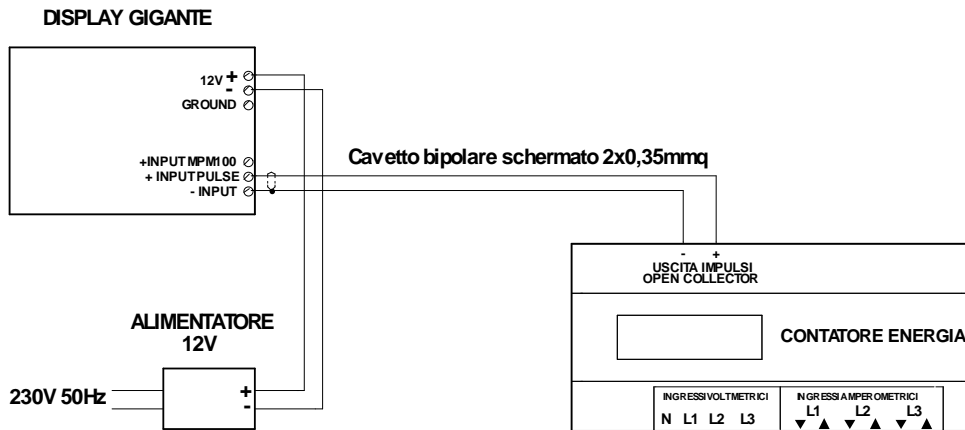 DISPLAY GIGANTE
12V +
-
GROUND
+INPUT MPM100
+ INPUT PULSE
- INPUT
Cavetto bipolare schermato 2x0,35mmq
- +
USCITA IMPULSI
OPEN COLLECTOR
ALIMENTATORE
12V
CONTATORE ENERGIA
230V 50Hz
+
-
INGRESSI VOLTMETRICI
N L1 L2 L3
INGRESSI AMPEROMETRICI
L1 L2 L3